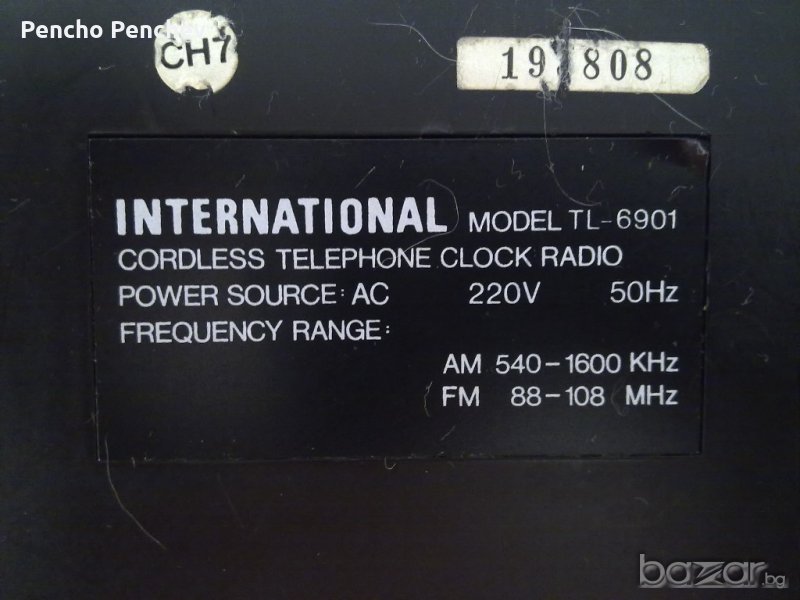 Pencho Penchev
CH7
19 808
INTERNATIONAL MODEL TL-6901
CORDLESS TELEPHONE CLOCK RADIO
POWER SOURCE: AC 220V 50Hz
FREQUENCY RANGE:
AM 540-1600 KHz
FM 88-108 MHz
bazar.bg